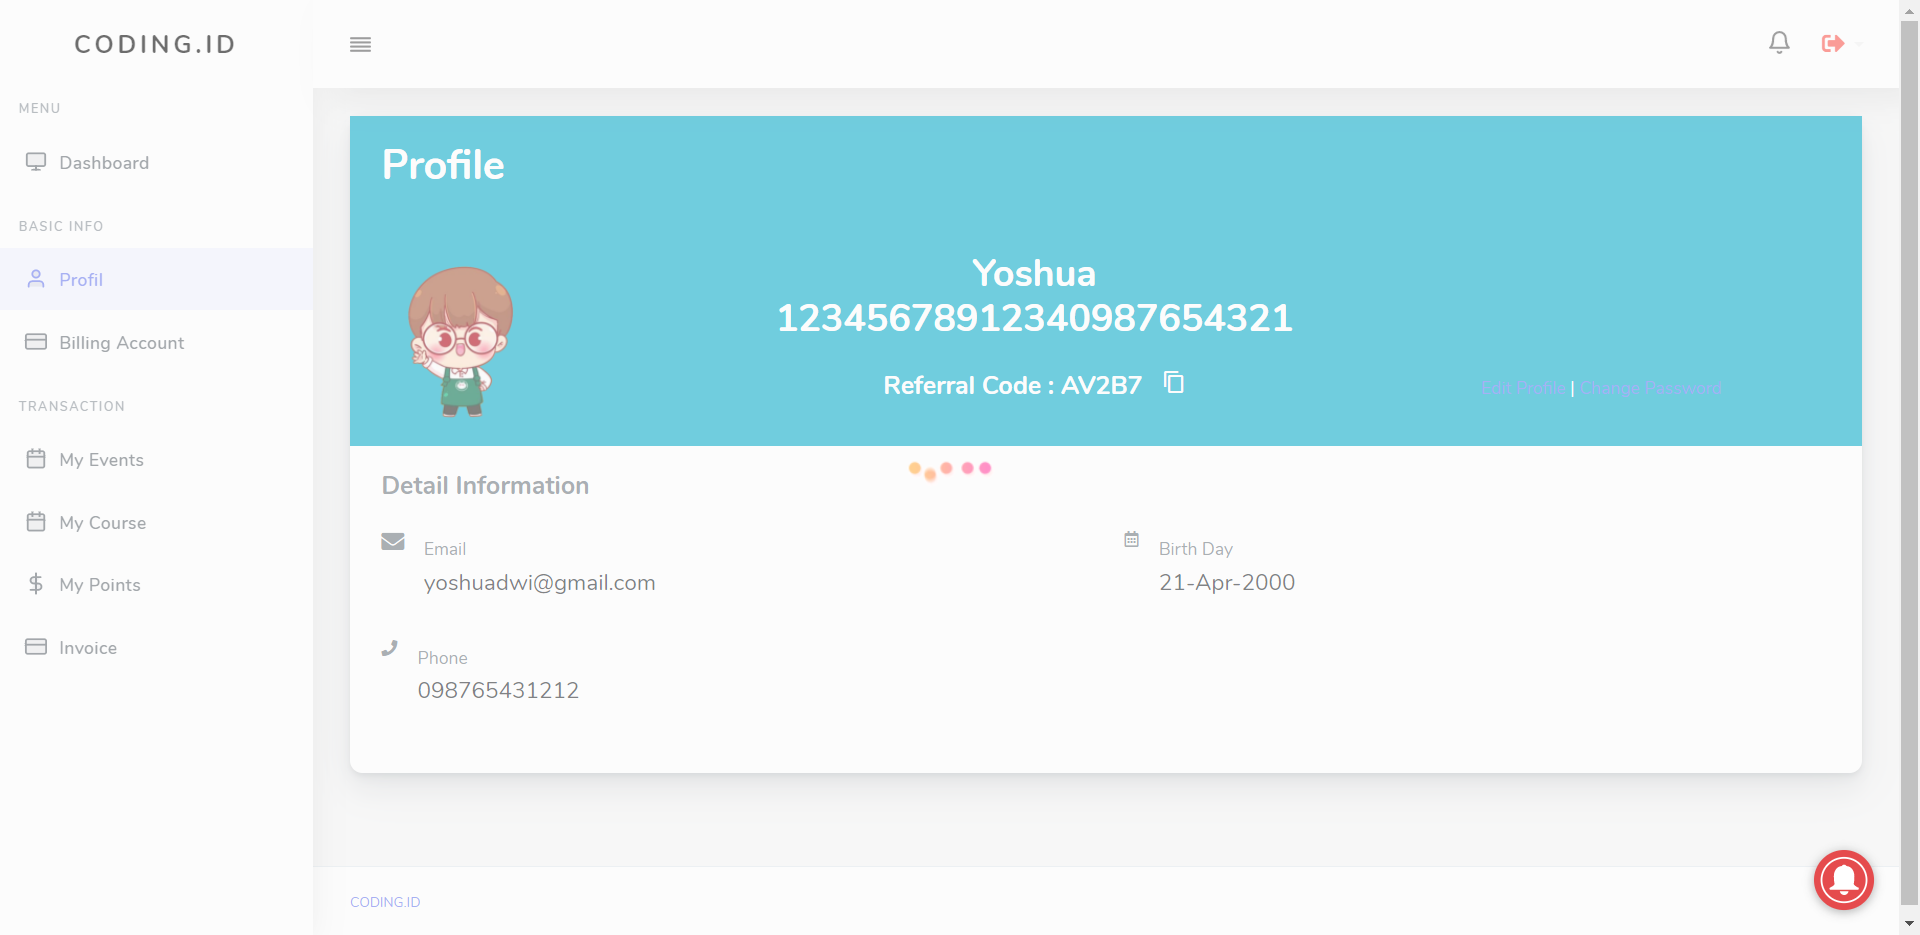 CODING.ID
MENU
Dashboard
BASIC INFO
Profil
Billing Account
TRANSACTION
My Events
My Course
My Points
Invoice
Profile
Yoshua
12345678912340987654321
Referral Code : AV2B7
Edit Profile | Change Password
Detail Information
Email
yoshuadwi@gmail.com
Birth Day
21-Apr-2000
Phone
098765431212
CODING.ID